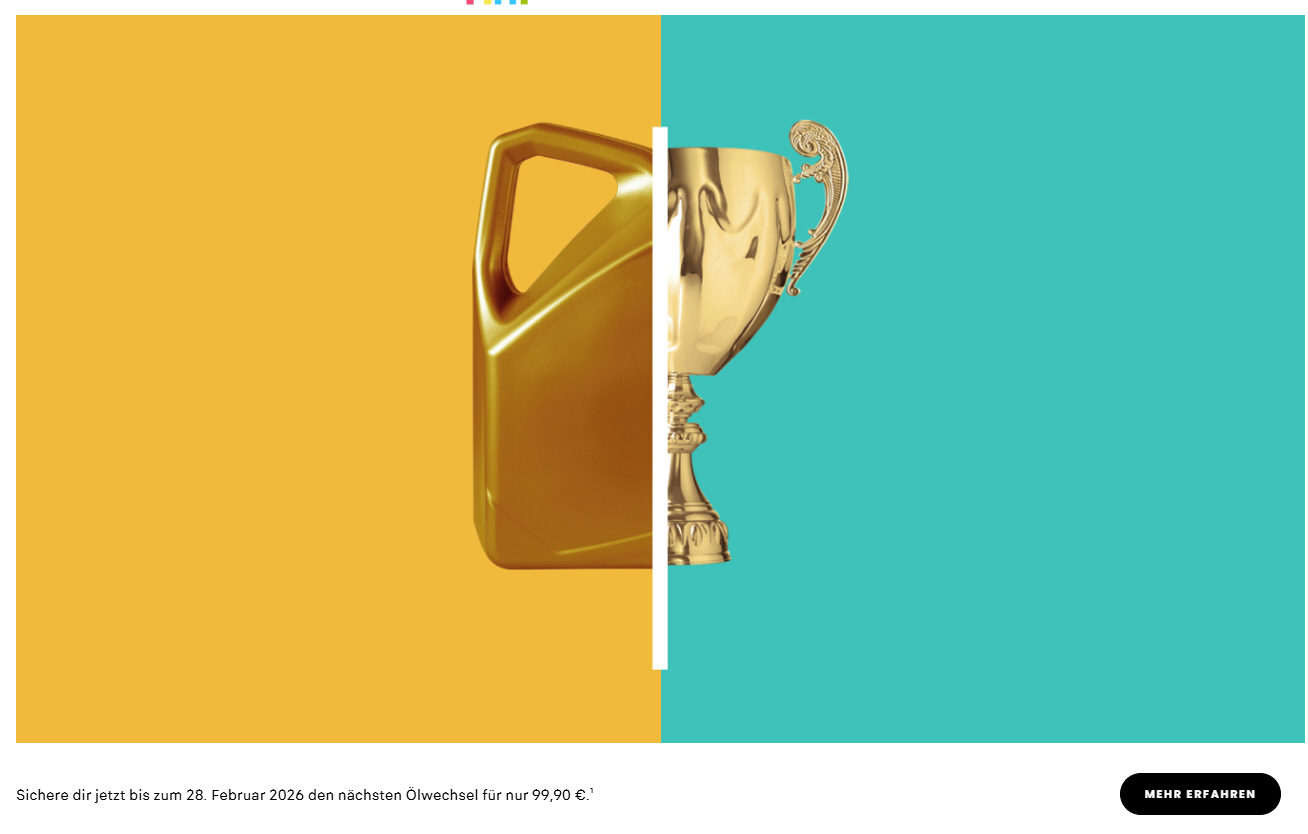 Sichere dir jetzt bis zum 28. Februar 2026 den nächsten Ölwechsel für nur 99,90 €.¹
MEHR ERFAHREN